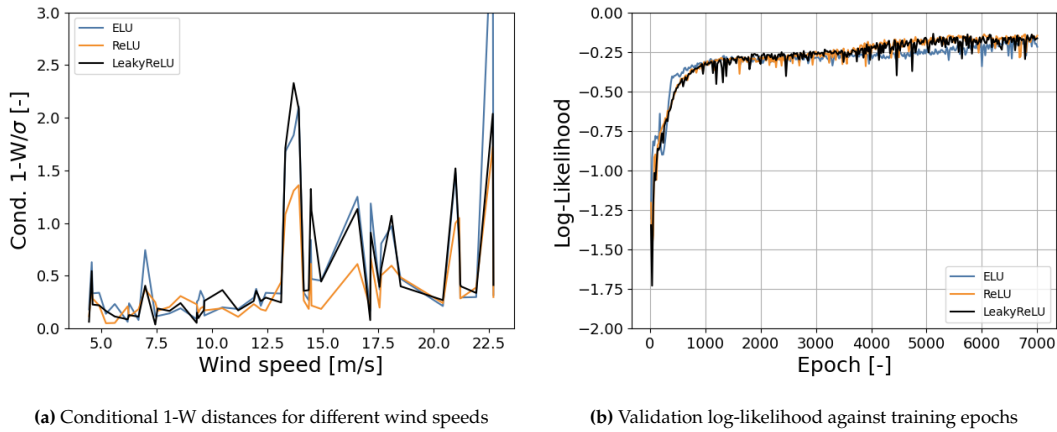 ELU
ReLU
LeakyReLU
Cond. 1-W/σ [-]
3.0
2.5
2.0
1.5
1.0
0.5
0.0
5.0 7.5 10.0 12.5 15.0 17.5 20.0 22.5
Wind speed [m/s]
(a) Conditional 1-W distances for different wind speeds
Log-Likelihood
0.00
−0.25
−0.50
−0.75
−1.00
−1.25
−1.50
−1.75
−2.00
ELU
ReLU
LeakyReLU
0 1000 2000 3000 4000 5000 6000 7000
Epoch [-]
(b) Validation log-likelihood against training epochs